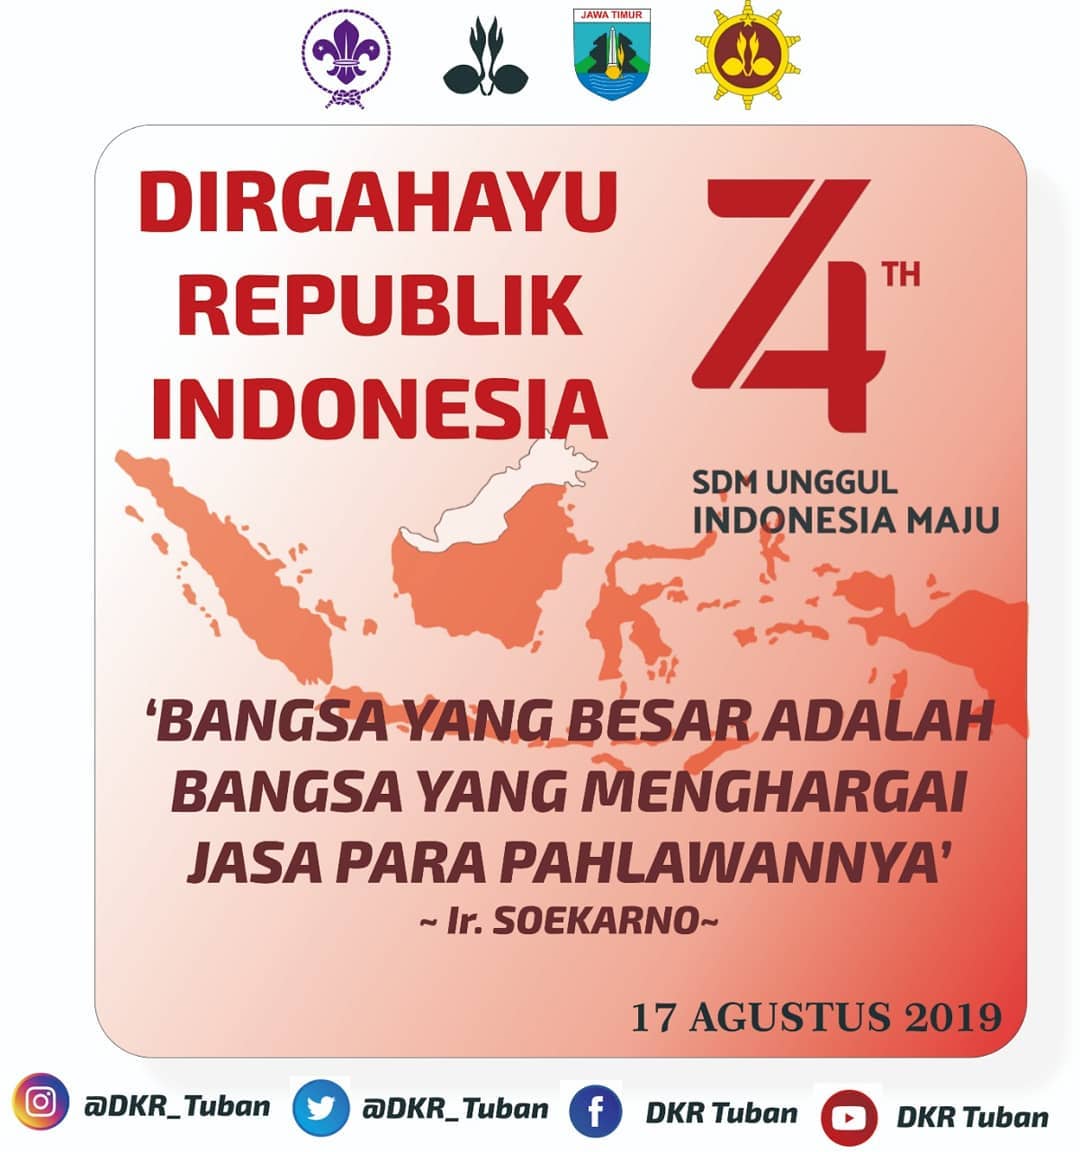 JAWA TIMUR
DIRGAHAYU
REPUBLIK
INDONESIA
74 TH
SDM UNGGUL
INDONESIA MAJU
‘BANGSA YANG BESAR ADALAH
BANGSA YANG MENGHARGAI
JASA PARA PAHLAWANNYA’
~ Ir. SOEKARNO~
17 AGUSTUS 2019
@DKR_Tuban
@DKR_Tuban
DKR Tuban
DKR Tuban